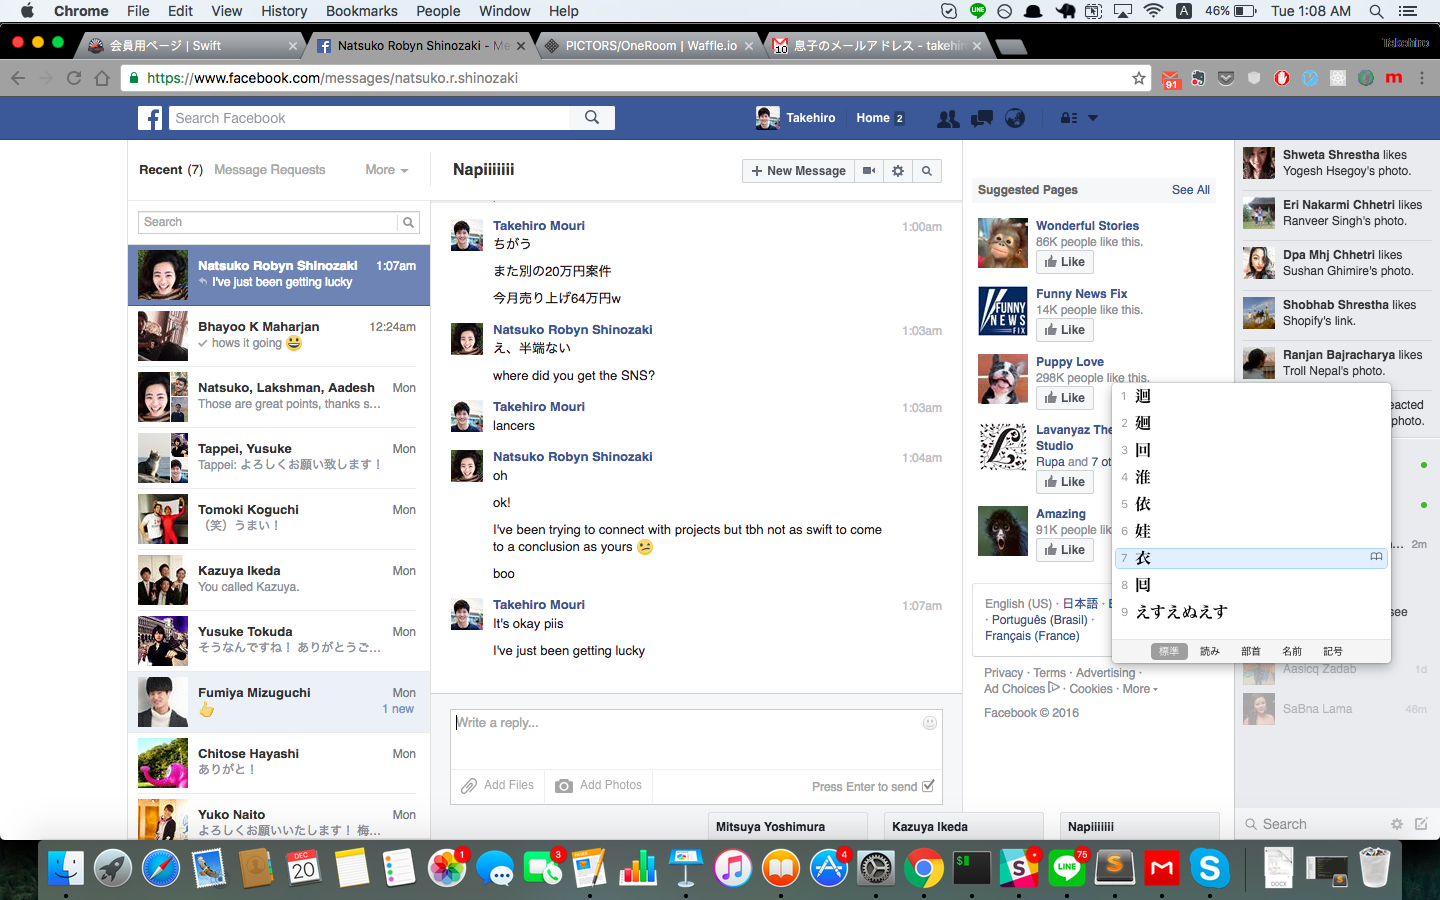 Chrome File Edit View History Bookmarks People Window Help
46% Tue 1:08 AM
会員用ページ | Swift
Natsuko Robyn Shinozaki - Me
PICTORS/OneRoom | Waffle.io
息子のメールアドレス - takehir
Takehiro
https://www.facebook.com/messages/natsuko.r.shinozaki
91
Search Facebook
Takehiro
Home 2
Recent (7) Message Requests More
Search
Natsuko Robyn Shinozaki 1:07am
I've just been getting lucky
Bhayoo K Maharjan 12:24am
hows it going
Natsuko, Lakshman, Aadesh Mon
Those are great points, thanks s...
Tappei, Yusuke Mon
Tappei: よろしくお願い致します！
Tomoki Koguchi Mon
（笑）うまい！
Kazuya Ikeda Mon
You called Kazuya.
Yusuke Tokuda Mon
そうなんですね！ ありがとうご...
Fumiya Mizuguchi Mon
1 new
Chitose Hayashi Mon
ありがと！
Yuko Naito Mon
よろしくお願いいたします！ 梅...
Napiiiiiii
New Message
Takehiro Mouri 1:00am
ちがう
また別の20万円案件
今月売り上げ64万円w
Natsuko Robyn Shinozaki 1:03am
え、半端ない
where did you get the SNS?
Takehiro Mouri 1:03am
lancers
Natsuko Robyn Shinozaki 1:04am
oh
ok!
I've been trying to connect with projects but tbh not as swift to come
to a conclusion as yours
boo
Takehiro Mouri 1:07am
It's okay piis
I've just been getting lucky
Write a reply...
Add Files Add Photos Press Enter to send
Mitsuya Yoshimura
Kazuya Ikeda
Napiiiiiii
Suggested Pages See All
Wonderful Stories
86K people like this.
Like
Funny News Fix
14K people like this.
Like
FUNNY
NEWS
FIX
Puppy Love
298K people like this.
Like
Lavanyaz The
Studio
Rupa and 7 ot
Like
Amazing
91K people lik
Like
English (US) · 日本語 ·
· Português (Brasil) ·
Français (France)
Privacy · Terms · Advertising ·
Ad Choices · Cookies · More
Facebook © 2016
Shweta Shrestha likes
Yogesh Hsegoy's photo.
Eri Nakarmi Chhetri likes
Ranveer Singh's photo.
Dpa Mhj Chhetri likes
Sushan Ghimire's photo.
Shobhab Shrestha likes
Shopify's link.
Ranjan Bajracharya likes
Troll Nepal's photo.
eacted
photo.
2m
see
Aasicq Zadab 1d
SaBna Lama 46m
Search
1 迴
2 廻
3 回
4 淮
5 依
6 娃
7 衣
8 囘
9 えすえぬえす
標準 読み 部首 名前 記号
DEC
20
1
3
4
75
DOCX